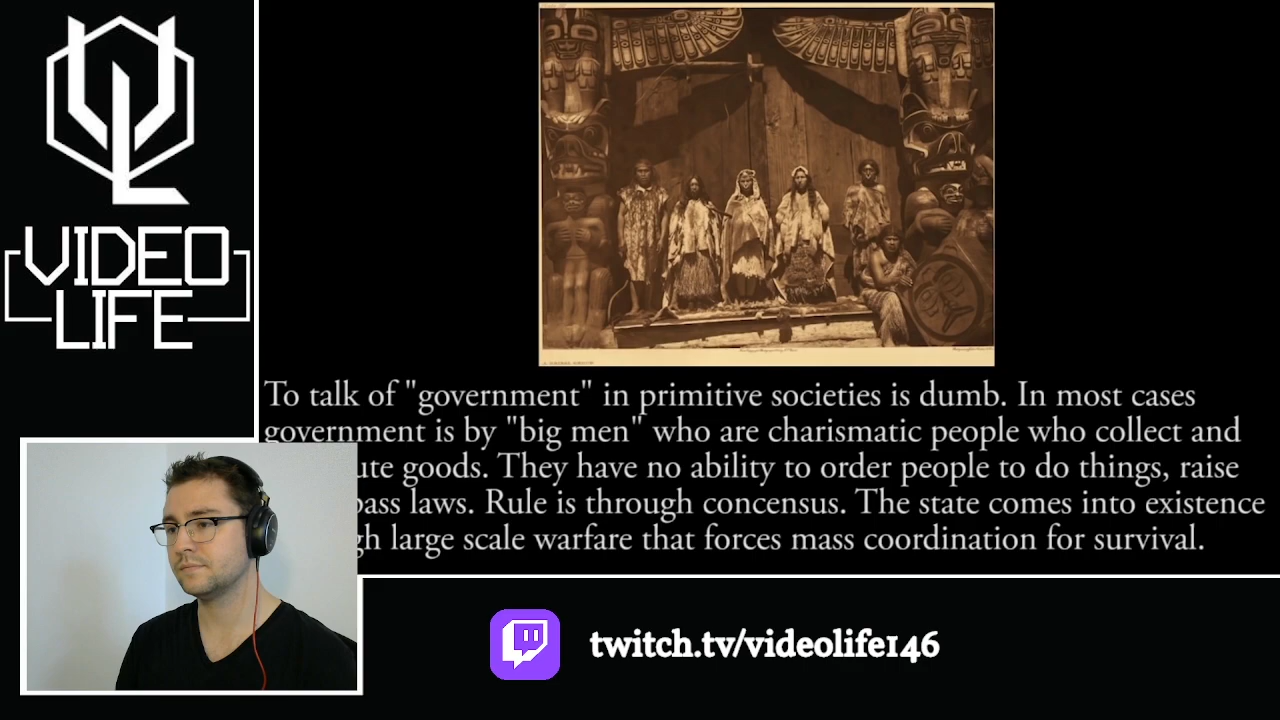 VIDEO
LIFE
To talk of "government" in primitive societies is dumb. In most cases
government is by "big men" who are charismatic people who collect and
ute goods. They have no ability to order people to do things, raise
pass laws. Rule is through concensus. The state comes into existence
gh large scale warfare that forces mass coordination for survival.
twitch.tv/videolife146